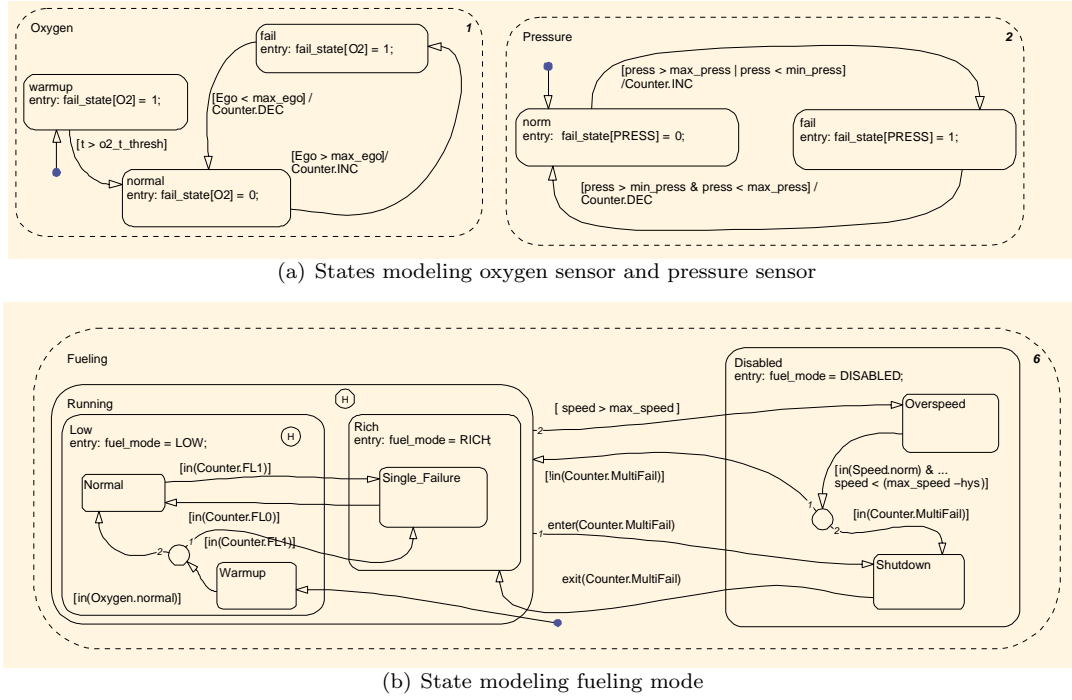 Oxygen
1
fail
entry: fail_state[O2] = 1;
warmup
entry: fail_state[O2] = 1;
[Ego < max_ego] /
Counter.DEC
[t > o2_t_thresh]
[Ego > max_ego]/
Counter.INC
normal
entry: fail_state[O2] = 0;
Pressure
2
[press > max_press | press < min_press]
/Counter.INC
norm
entry: fail_state[PRESS] = 0;
fail
entry: fail_state[PRESS] = 1;
[press > min_press & press < max_press] /
Counter.DEC
(a) States modeling oxygen sensor and pressure sensor
Fueling
6
Running
H
Low
entry: fuel_mode = LOW;
H
Rich
entry: fuel_mode = RICH;
[in(Counter.FL1)]
Normal
Single_Failure
[in(Counter.FL0)]
1
[in(Counter.FL1)]
2
Warmup
[in(Oxygen.normal)]
Disabled
entry: fuel_mode = DISABLED;
[ speed > max_speed ]
2
Overspeed
[!in(Counter.MultiFail)]
[in(Speed.norm) & ...
speed < (max_speed −hys)]
1
[in(Counter.MultiFail)]
2
enter(Counter.MultiFail)
1
Shutdown
exit(Counter.MultiFail)
(b) State modeling fueling mode